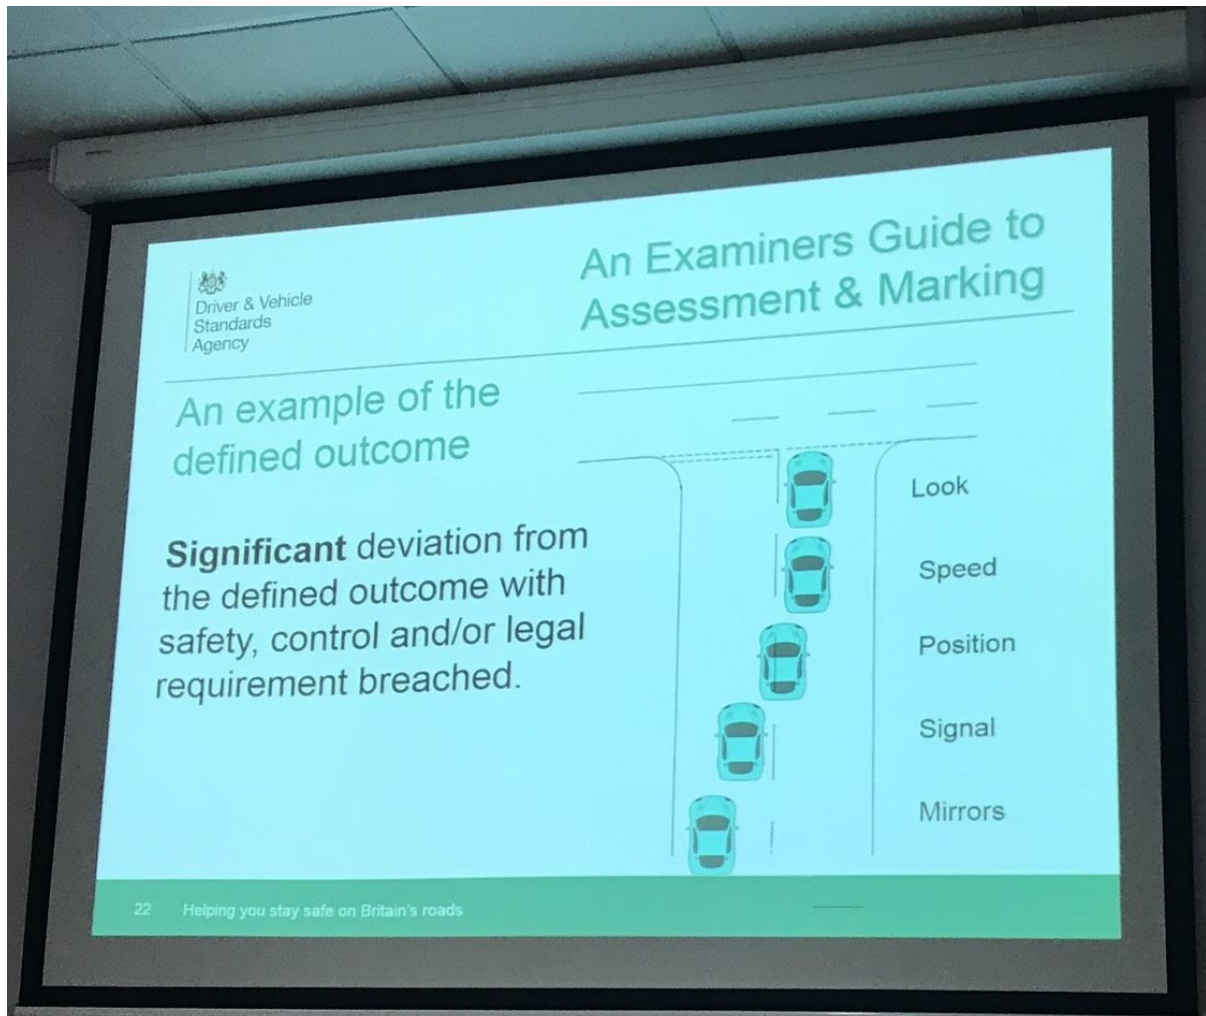 Driver & Vehicle
Standards
Agency
An Examiners Guide to
Assessment & Marking
An example of the
defined outcome
Significant deviation from
the defined outcome with
safety, control and/or legal
requirement breached.
Look
Speed
Position
Signal
Mirrors
22 Helping you stay safe on Britain's roads